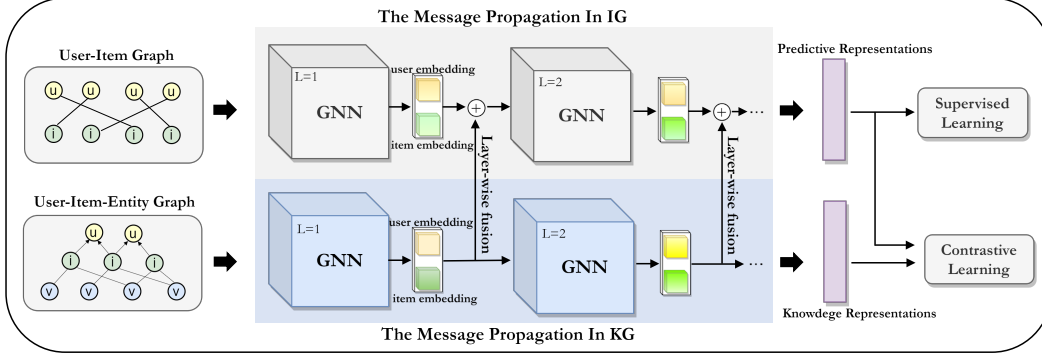 The Message Propagation In IG
User-Item Graph
u u u u
i i i i
L=1
GNN
user embedding
item embedding
+
L=2
GNN
+
...
Layer-wise fusion
Layer-wise fusion
Predictive Representations
Supervised
Learning
User-Item-Entity Graph
u u
i i i
v v v v
L=1
GNN
user embedding
item embedding
L=2
GNN
...
Contrastive
Learning
Knowdege Representations
The Message Propagation In KG